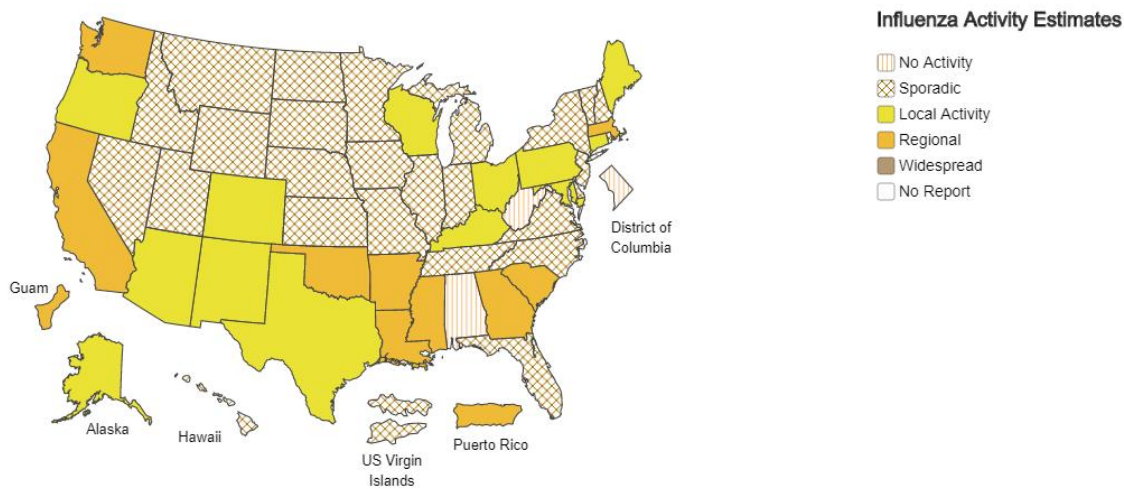 Influenza Activity Estimates
No Activity
Sporadic
Local Activity
Regional
Widespread
No Report
District of
Columbia
Guam
Alaska
Hawaii
US Virgin
Islands
Puerto Rico